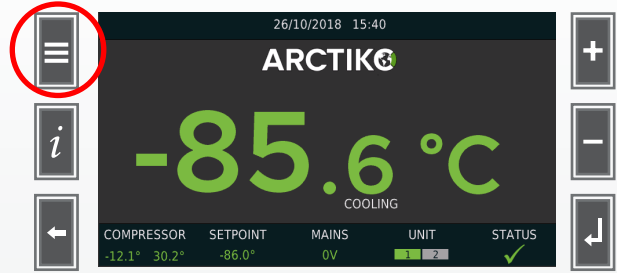 26/10/2018 15:40
ARCTIKO
-85.6 °C
COOLING
COMPRESSOR SETPOINT MAINS UNIT STATUS
-12.1° 30.2° -86.0° 0V 1 2
i
+
-